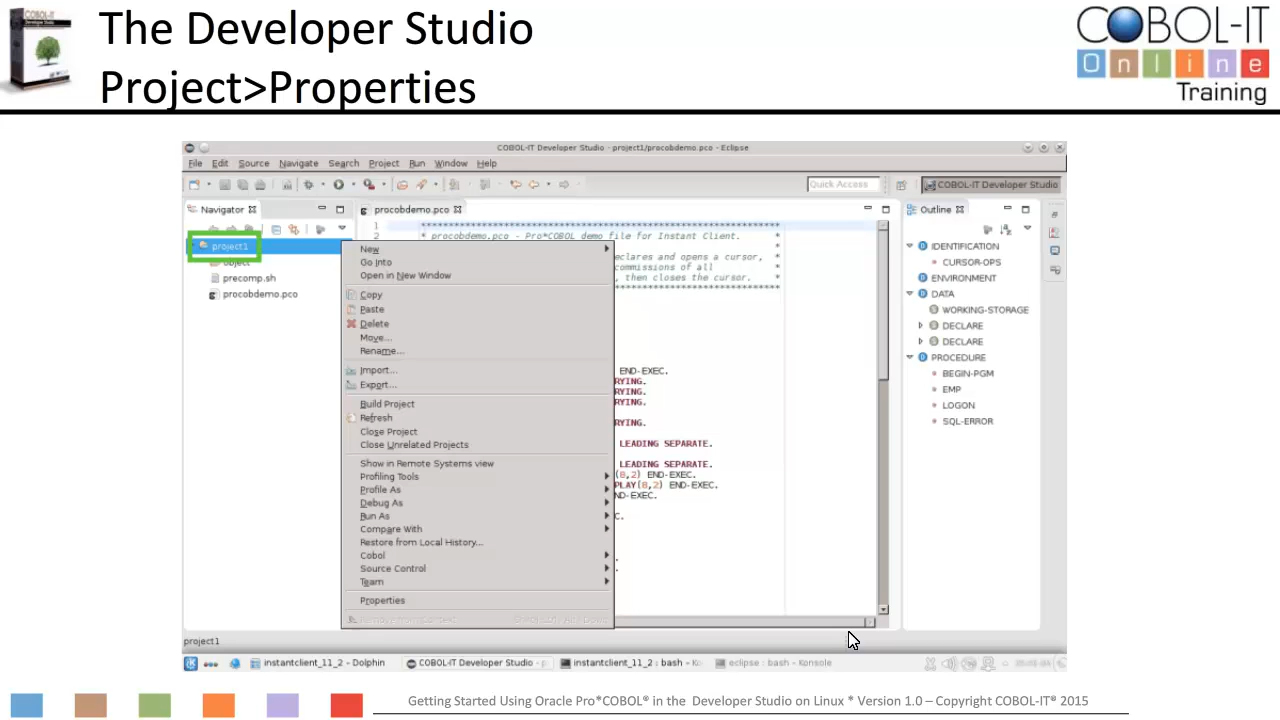 The Developer Studio
Project>Properties
COBOL-IT
Developer Studio
COBOL-IT
Online
Training
COBOL-IT Developer Studio - project1/procobdemo.pco - Eclipse
File Edit Source Navigate Search Project Run Window Help
Quick Access
COBOL-IT Developer Studio
Navigator
procobdemo.pco
Outline
project1
object
precomp.sh
procobdemo.pco
1
2
* procobdemo.pco - Pro*COBOL demo file for Instant Client. *
eclares and opens a cursor, *
commissions of all *
, then closes the cursor. *
END-EXEC.
RYING.
RYING.
RYING.
RYING.
LEADING SEPARATE.
LEADING SEPARATE.
(8,2) END-EXEC.
PLAY(8,2) END-EXEC.
ND-EXEC.
C.
New
Go Into
Open in New Window
Copy
Paste
Delete
Move...
Rename...
Import...
Export...
Build Project
Refresh
Close Project
Close Unrelated Projects
Show in Remote Systems view
Profiling Tools
Profile As
Debug As
Run As
Compare With
Restore from Local History...
Cobol
Source Control
Team
Properties
IDENTIFICATION
CURSOR-OPS
ENVIRONMENT
DATA
WORKING-STORAGE
DECLARE
DECLARE
PROCEDURE
BEGIN-PGM
EMP
LOGON
SQL-ERROR
project1
instantclient_11_2 - Dolphin
COBOL-IT Developer Studio - p
instantclient_11_2 : bash - Ko
eclipse : bash - Konsole
Getting Started Using Oracle Pro*COBOL® in the Developer Studio on Linux * Version 1.0 – Copyright COBOL-IT® 2015